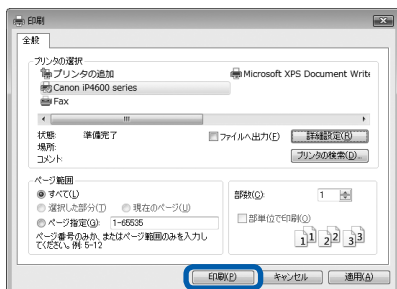 印刷
全般
プリンタの選択
プリンタの追加
Microsoft XPS Document Write
Canon iP4600 series
Fax
状態: 準備完了
ファイルへ出力(F)
詳細設定(R)
場所:
コメント:
プリンタの検索(D)...
ページ範囲
すべて(L)
部数(C): 1
選択した部分(T)
現在のページ(U)
ページ指定(G): 1-65535
部単位で印刷(O)
ページ番号のみか、またはページ範囲のみを入力し
てください。例: 5-12
11 22 33
印刷(P)
キャンセル
適用(A)